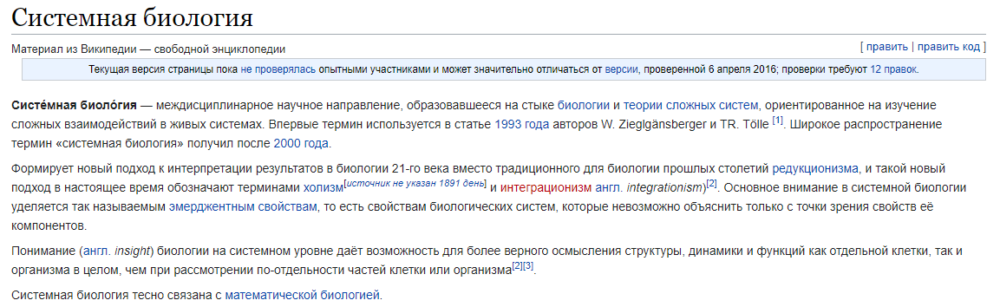 Системная биология
Материал из Википедии — свободной энциклопедии
[ править | править код ]
Текущая версия страницы пока не проверялась опытными участниками и может значительно отличаться от версии, проверенной 6 апреля 2016; проверки требуют 12 правок.
Систе́мная биоло́гия — междисциплинарное научное направление, образовавшееся на стыке биологии и теории сложных систем, ориентированное на изучение
сложных взаимодействий в живых системах. Впервые термин используется в статье 1993 года авторов W. Zieglgänsberger и TR. Tölle [1]. Широкое распространение
термин «системная биология» получил после 2000 года.
Формирует новый подход к интерпретации результатов в биологии 21-го века вместо традиционного для биологии прошлых столетий редукционизма, и такой новый
подход в настоящее время обозначают терминами холизм[источник не указан 1891 день] и интеграционизм англ. integrationism)[2]. Основное внимание в системной биологии
уделяется так называемым эмерджентным свойствам, то есть свойствам биологических систем, которые невозможно объяснить только с точки зрения свойств её
компонентов.
Понимание (англ. insight) биологии на системном уровне даёт возможность для более верного осмысления структуры, динамики и функций как отдельной клетки, так и
организма в целом, чем при рассмотрении по-отдельности частей клетки или организма[2][3].
Системная биология тесно связана с математической биологией.